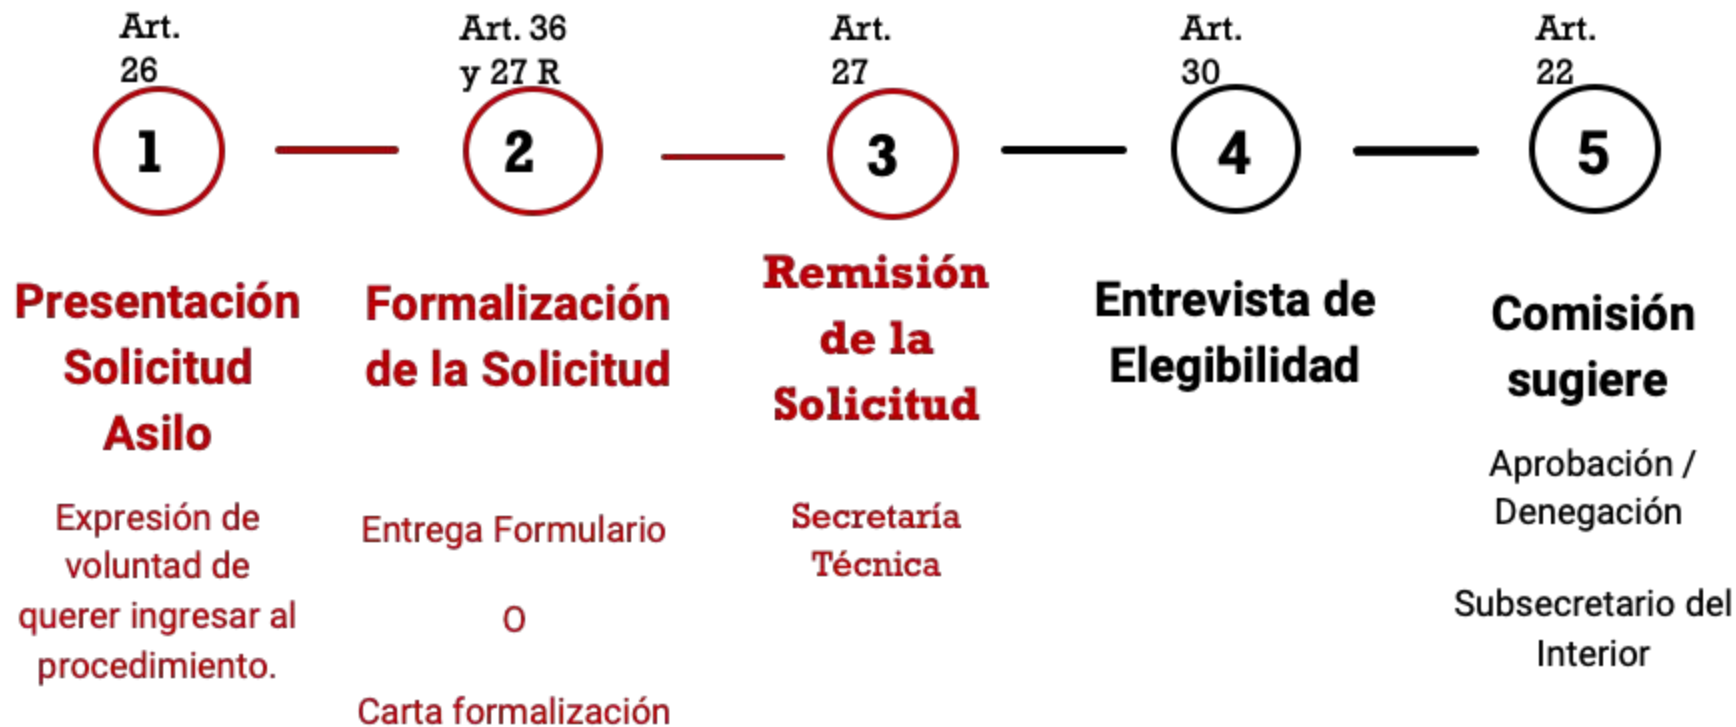 Art.
26
1
Presentación
Solicitud
Asilo
Expresión de
voluntad de
querer ingresar al
procedimiento.
Art. 36
y 27 R
2
Formalización
de la Solicitud
Entrega Formulario
O
Carta formalización
Art.
27
3
Remisión
de la
Solicitud
Secretaría
Técnica
Art.
30
4
Entrevista de
Elegibilidad
Art.
22
5
Comisión
sugiere
Aprobación /
Denegación
Subsecretario del
Interior